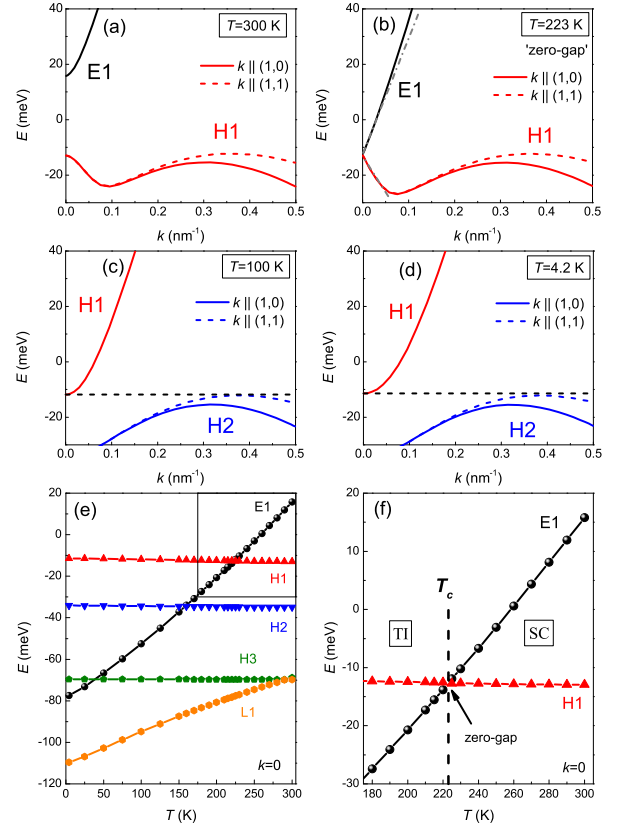 (a)
T=300 K
E1
k || (1,0)
k || (1,1)
H1
E (meV)
40
20
0
-20
0.0 0.1 0.2 0.3 0.4 0.5
k (nm⁻¹)
(b)
T=223 K
'zero-gap'
E1
k || (1,0)
k || (1,1)
H1
E (meV)
40
20
0
-20
0.0 0.1 0.2 0.3 0.4 0.5
k (nm⁻¹)
(c)
T=100 K
H1
k || (1,0)
k || (1,1)
H2
E (meV)
40
20
0
-20
0.0 0.1 0.2 0.3 0.4 0.5
k (nm⁻¹)
(d)
T=4.2 K
H1
k || (1,0)
k || (1,1)
H2
E (meV)
40
20
0
-20
0.0 0.1 0.2 0.3 0.4 0.5
k (nm⁻¹)
(e)
E1
H1
H2
H3
L1
k=0
E (meV)
20
0
-20
-40
-60
-80
-100
-120
0 50 100 150 200 250 300
T (K)
(f)
E1
Tc
TI
SC
H1
zero-gap
k=0
E (meV)
20
15
10
5
0
-5
-10
-15
-20
-25
-30
180 200 220 240 260 280 300
T (K)